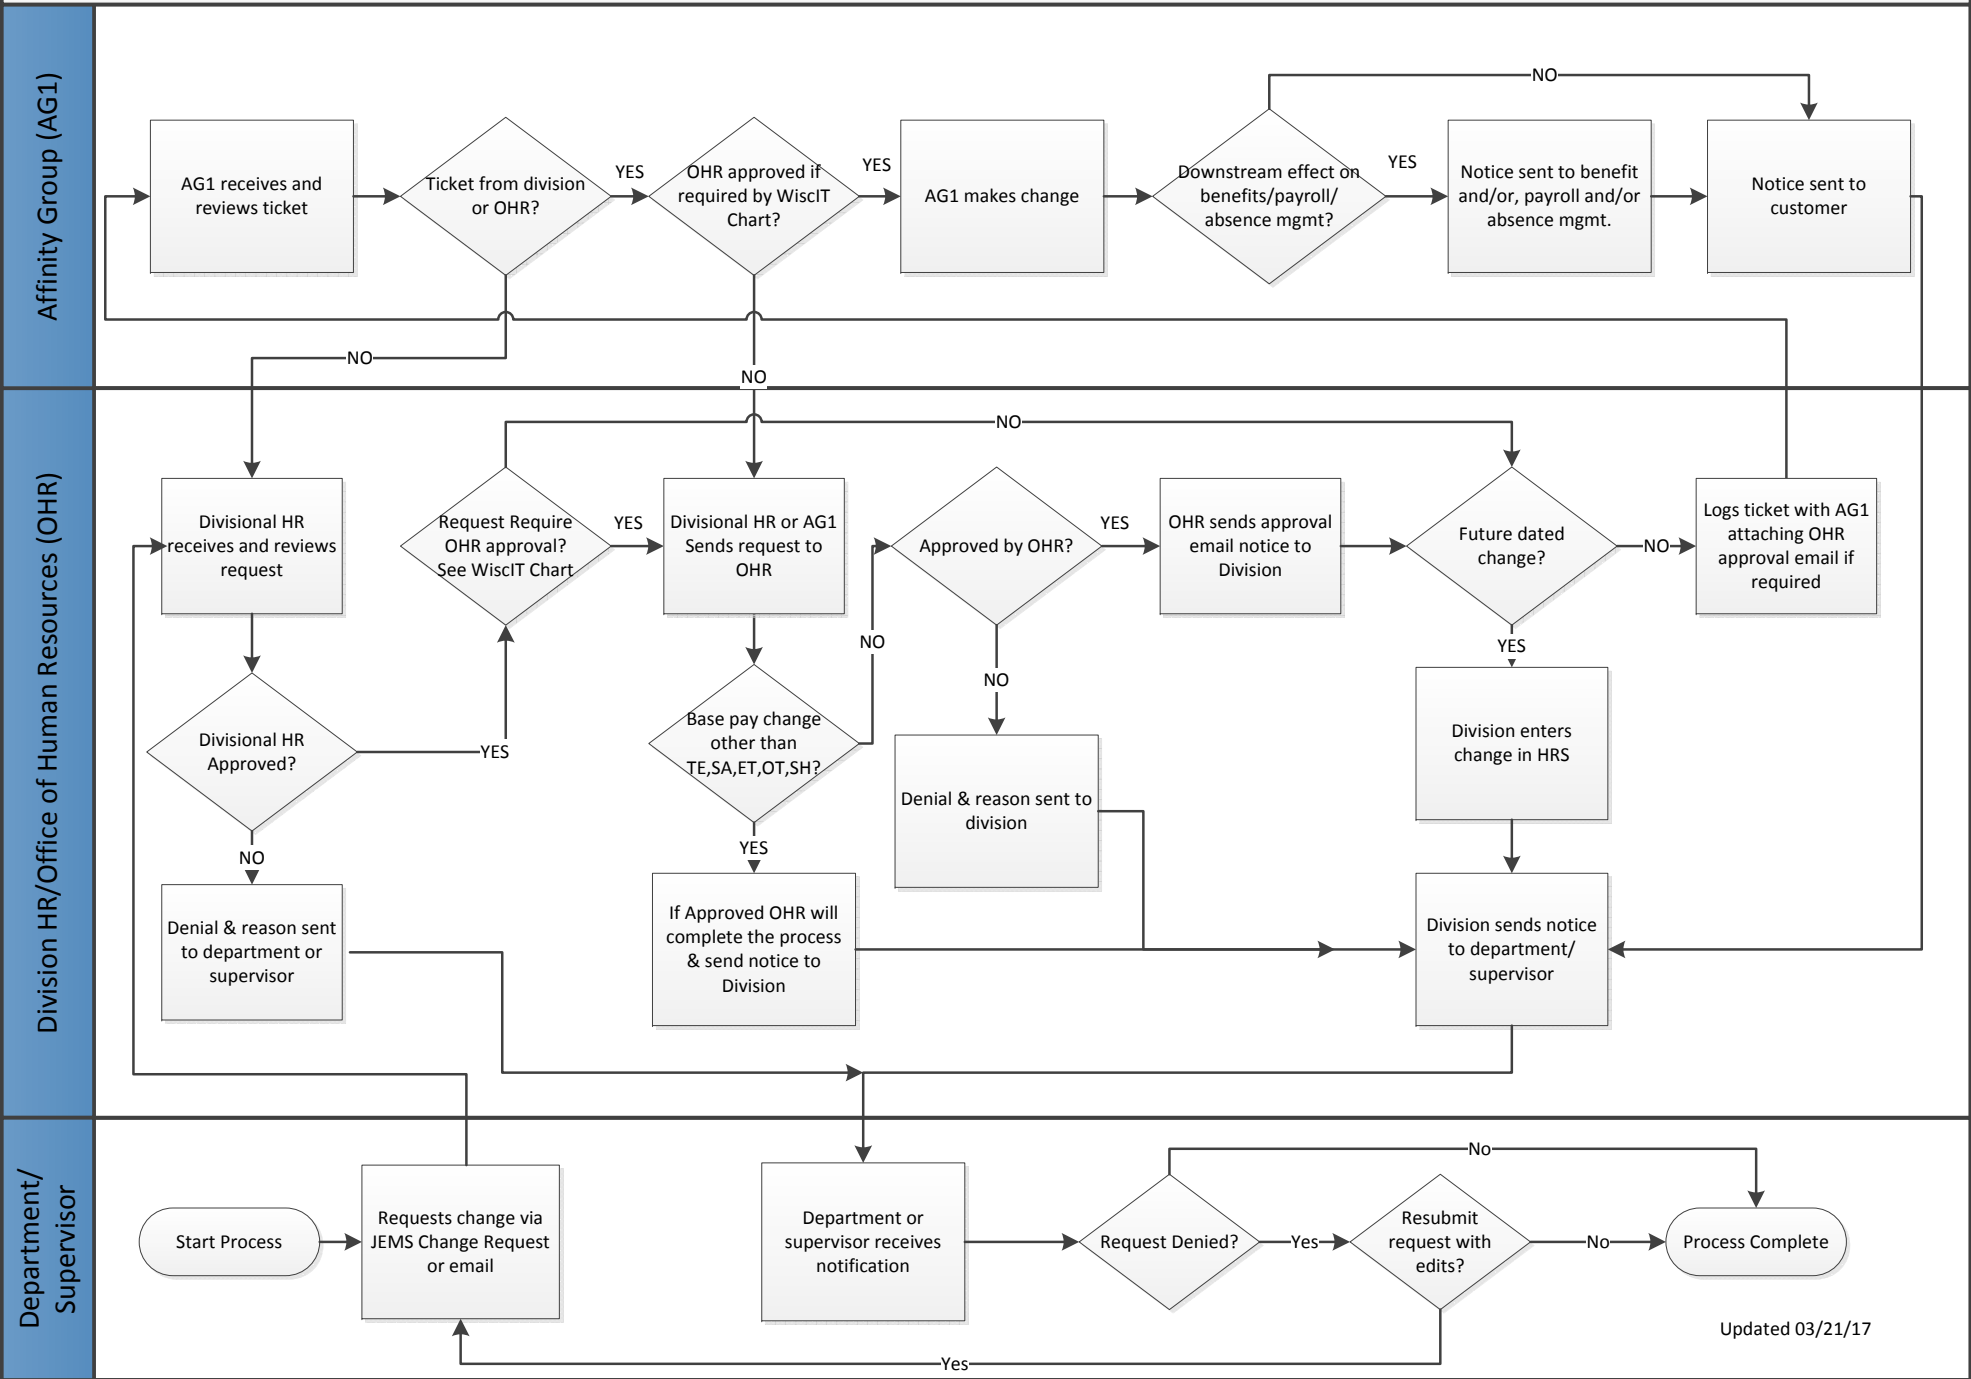 Affinity Group (AG1)
AG1 receives and
reviews ticket
Ticket from division
or OHR?
YES
OHR approved if
required by WiscIT
Chart?
YES
AG1 makes change
Downstream effect on
benefits/payroll/
absence mgmt?
YES
NO
Notice sent to benefit
and/or, payroll and/or
absence mgmt.
Notice sent to
customer
NO
NO
Division HR/Office of Human Resources (OHR)
Divisional HR
receives and reviews
request
Request Require
OHR approval?
See WiscIT Chart
NO
YES
Divisional HR or AG1
Sends request to
OHR
NO
Approved by OHR?
YES
OHR sends approval
email notice to
Division
Future dated
change?
NO
Logs ticket with AG1
attaching OHR
approval email if
required
Divisional HR
Approved?
YES
Base pay change
other than
TE,SA,ET,OT,SH?
NO
YES
Division enters
change in HRS
Denial & reason sent to
division
NO
YES
Denial & reason sent
to department or
supervisor
If Approved OHR will
complete the process
& send notice to
Division
Division sends notice
to department/
supervisor
Department/
Supervisor
Start Process
Requests change via
JEMS Change Request
or email
Department or
supervisor receives
notification
Request Denied?
No
Yes
Resubmit
request with
edits?
No
Process Complete
Yes
Updated 03/21/17